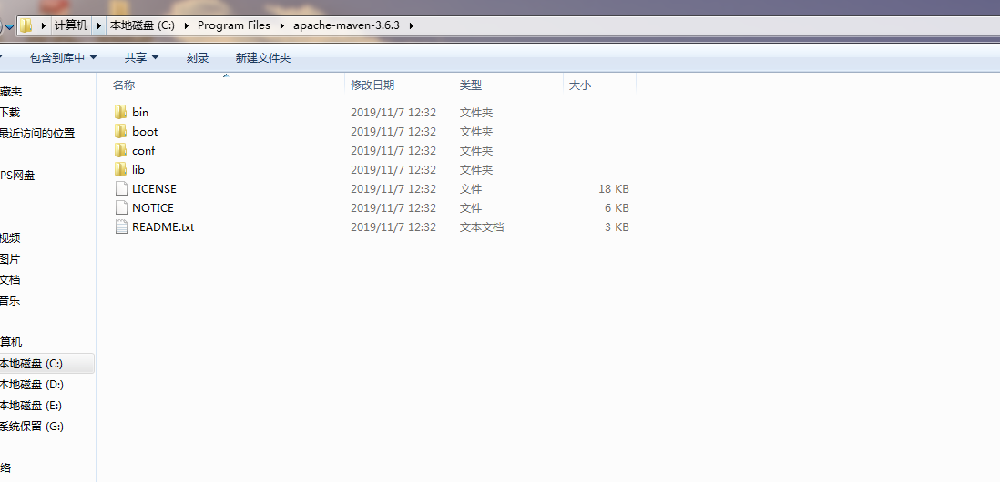 计算机 本地磁盘 (C:) Program Files apache-maven-3.6.3
包含到库中 共享 刻录 新建文件夹
名称 修改日期 类型 大小
藏夹
下载
最近访问的位置
PS网盘
视频
图片
文档
音乐
算机
本地磁盘 (C:)
本地磁盘 (D:)
本地磁盘 (E:)
系统保留 (G:)
络
bin 2019/11/7 12:32 文件夹
boot 2019/11/7 12:32 文件夹
conf 2019/11/7 12:32 文件夹
lib 2019/11/7 12:32 文件夹
LICENSE 2019/11/7 12:32 文件 18 KB
NOTICE 2019/11/7 12:32 文件 6 KB
README.txt 2019/11/7 12:32 文本文档 3 KB